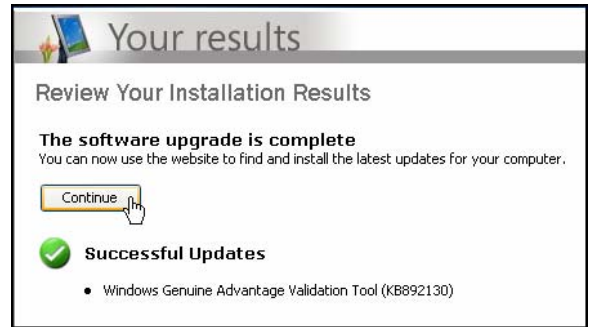 Your results
Review Your Installation Results
The software upgrade is complete
You can now use the website to find and install the latest updates for your computer.
Continue
Successful Updates
• Windows Genuine Advantage Validation Tool (KB892130)